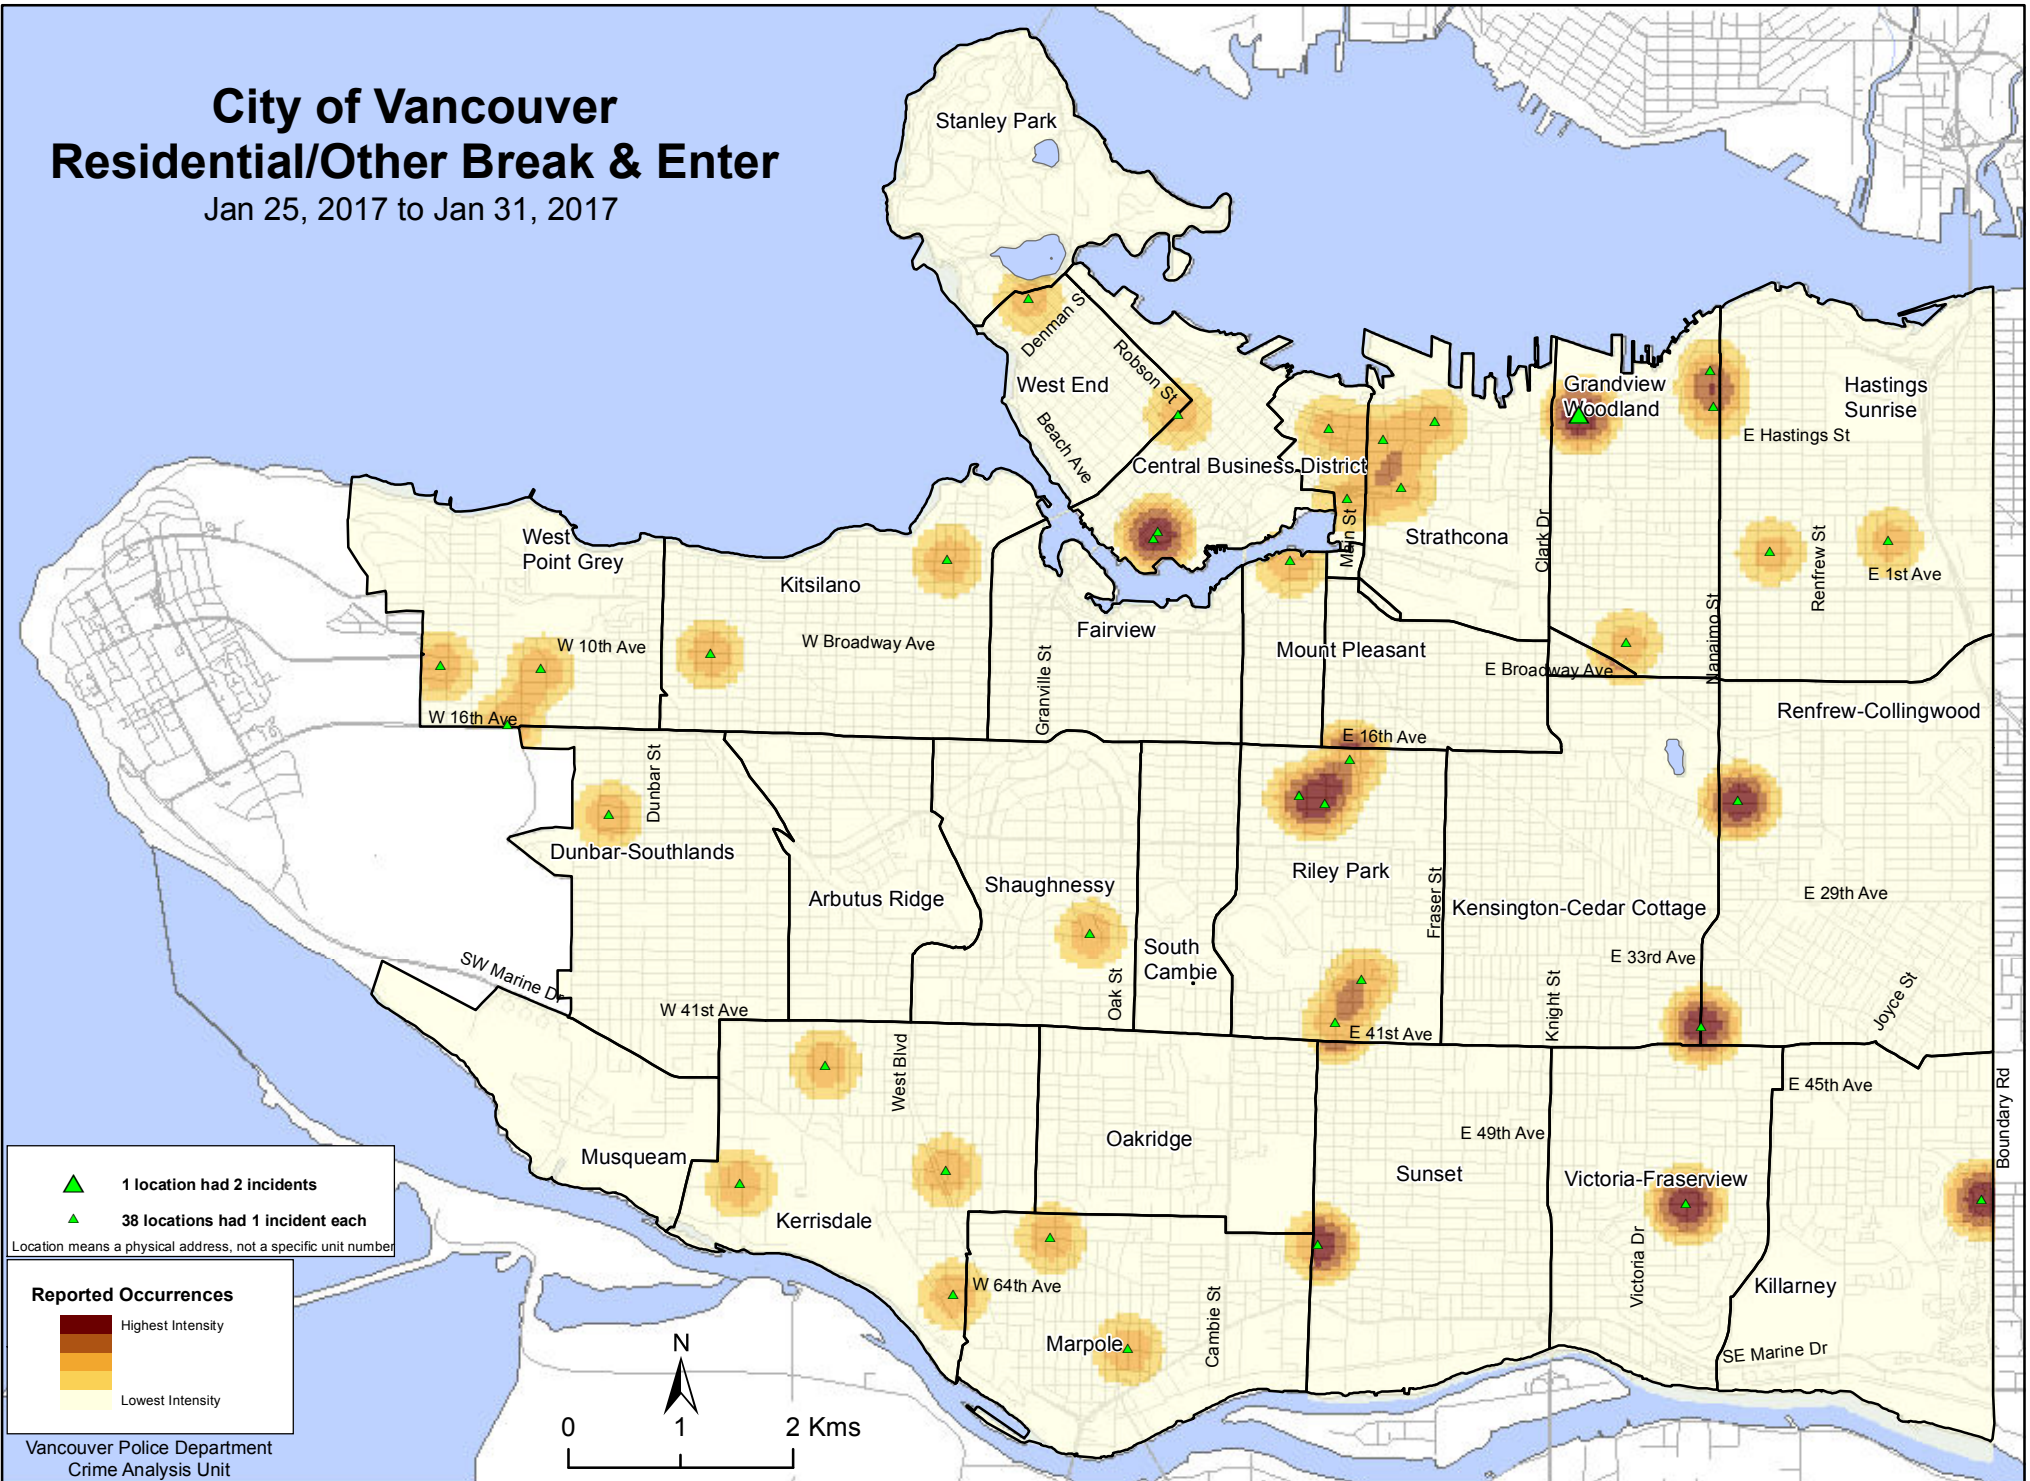 City of Vancouver
Residential/Other Break & Enter
Jan 25, 2017 to Jan 31, 2017
Stanley Park
Denman S
Robson St
West End
Beach Ave
Central Business District
Grandview
Woodland
Hastings
Sunrise
E Hastings St
West
Point Grey
Kitsilano
Main St
Strathcona
Clark Dr
Renfrew St
E 1st Ave
W 10th Ave
W Broadway Ave
Fairview
Granville St
Mount Pleasant
E Broadway Ave
Nanaimo St
W 16th Ave
E 16th Ave
Renfrew-Collingwood
Dunbar St
Dunbar-Southlands
Arbutus Ridge
Shaughnessy
Riley Park
Fraser St
Kensington-Cedar Cottage
E 29th Ave
South
Cambie
E 33rd Ave
SW Marine Dr
W 41st Ave
Oak St
E 41st Ave
Knight St
Joyce St
West Blvd
E 45th Ave
Boundary Rd
Musqueam
Oakridge
E 49th Ave
Sunset
Victoria-Fraserview
Kerrisdale
W 64th Ave
Victoria Dr
Killarney
Marpole
Cambie St
SE Marine Dr
1 location had 2 incidents
38 locations had 1 incident each
Location means a physical address, not a specific unit number
Reported Occurrences
Highest Intensity
Lowest Intensity
N
0 1 2 Kms
Vancouver Police Department
Crime Analysis Unit